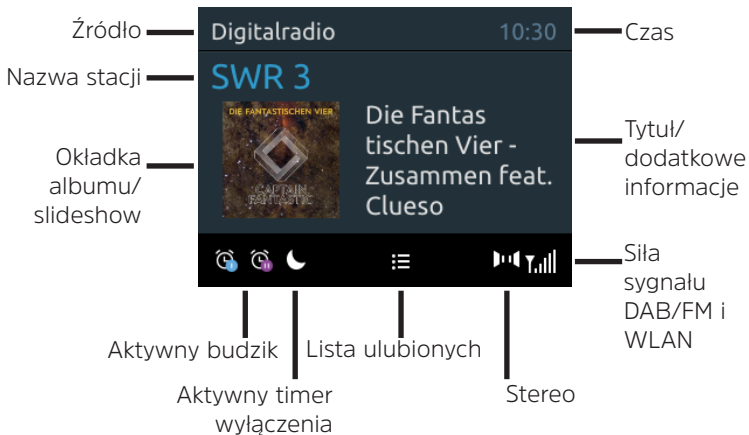 Źródło
Digitalradio
10:30
Czas
Nazwa stacji
SWR 3
Okładka
albumu/
slideshow
DIE FANTASTISCHEN VIER
CAPTAIN
FANTASTIC
Die Fantas
tischen Vier -
Zusammen feat.
Clueso
Tytuł/
dodatkowe
informacje
Siła
sygnału
DAB/FM i
WLAN
Aktywny budzik
Lista ulubionych
Aktywny timer
wyłączenia
Stereo